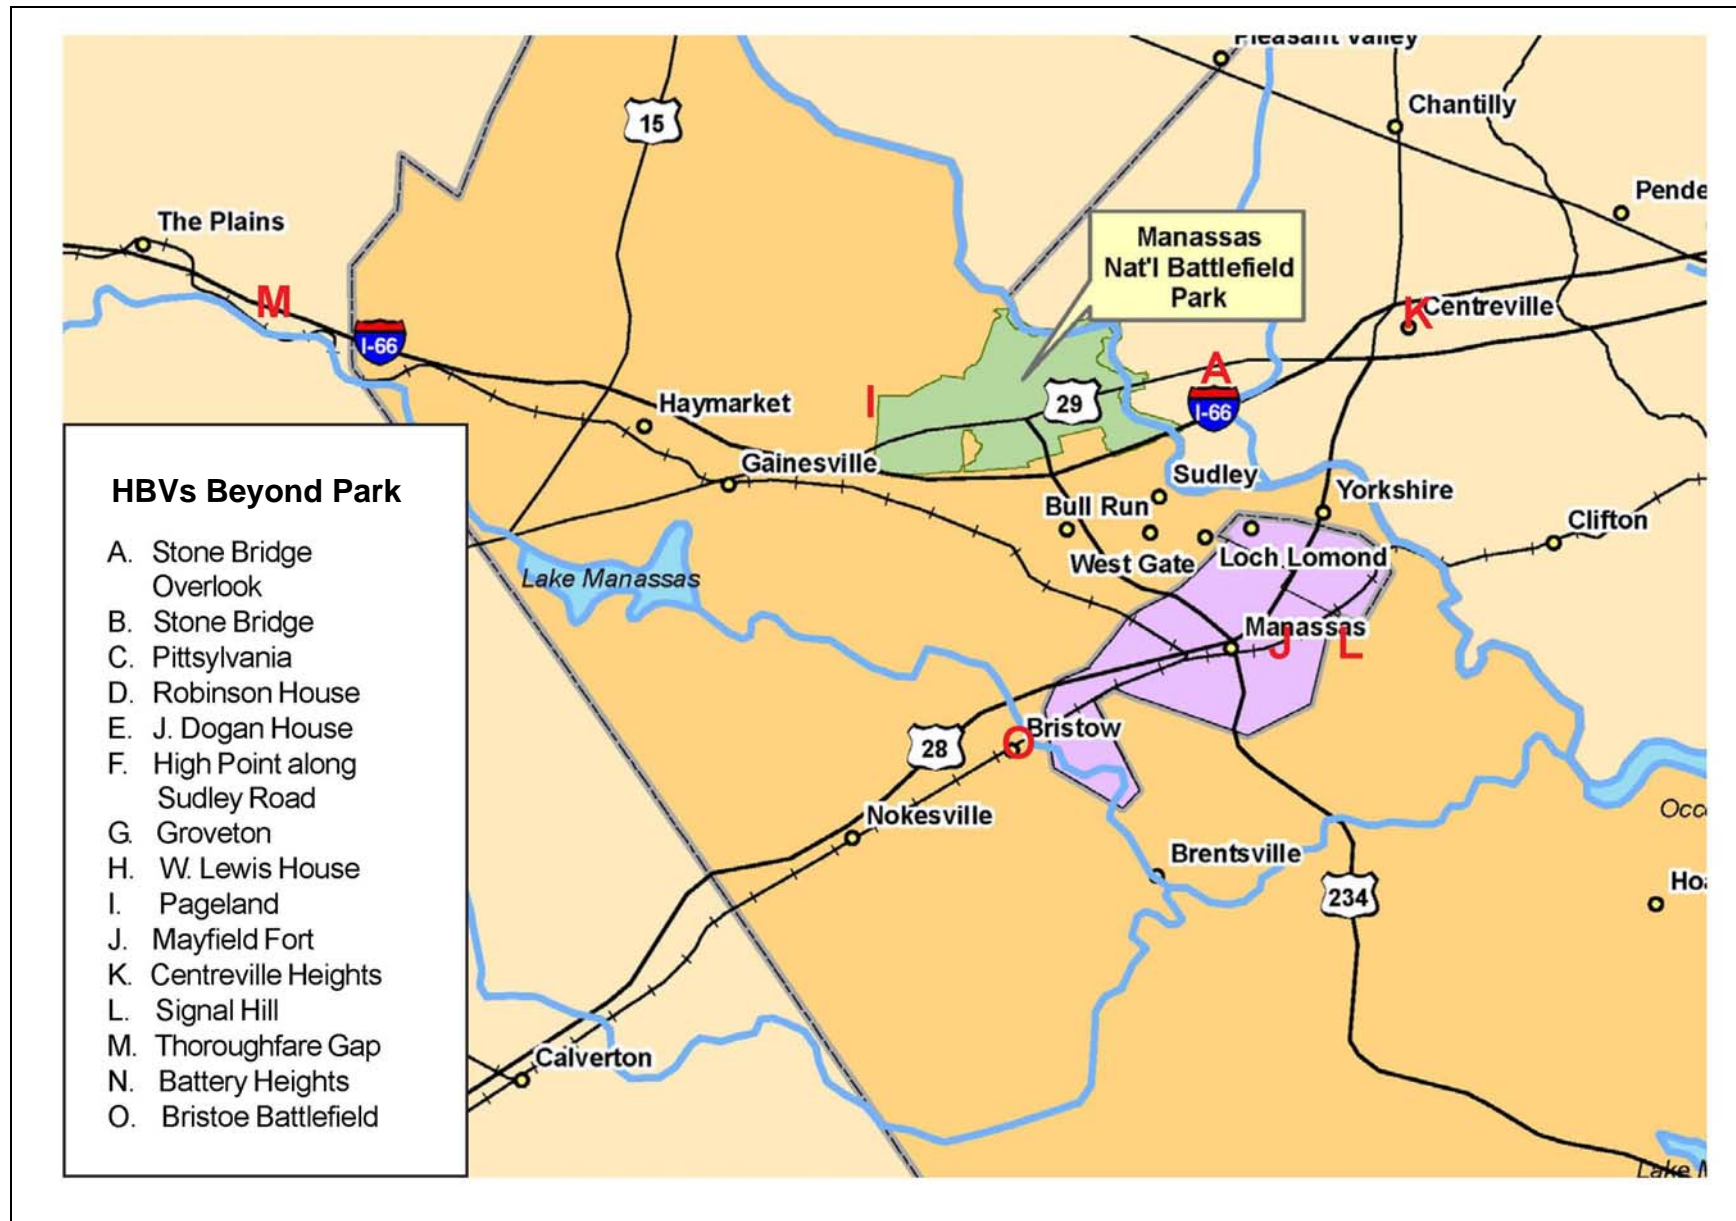 Pleasant Valley
15
Chantilly
The Plains
Manassas
Nat'l Battlefield
Park
M
K
Centreville
I-66
A
I
29
I-66
Haymarket
Gainesville
Sudley
Yorkshire
Bull Run
Clifton
West Gate
Loch Lomond
Lake Manassas
Manassas
J
L
Bristow
O
28
Nokesville
Brentsville
234
Calverton
HBVs Beyond Park
A. Stone Bridge
Overlook
B. Stone Bridge
C. Pittsylvania
D. Robinson House
E. J. Dogan House
F. High Point along
Sudley Road
G. Groveton
H. W. Lewis House
I. Pageland
J. Mayfield Fort
K. Centreville Heights
L. Signal Hill
M. Thoroughfare Gap
N. Battery Heights
O. Bristoe Battlefield